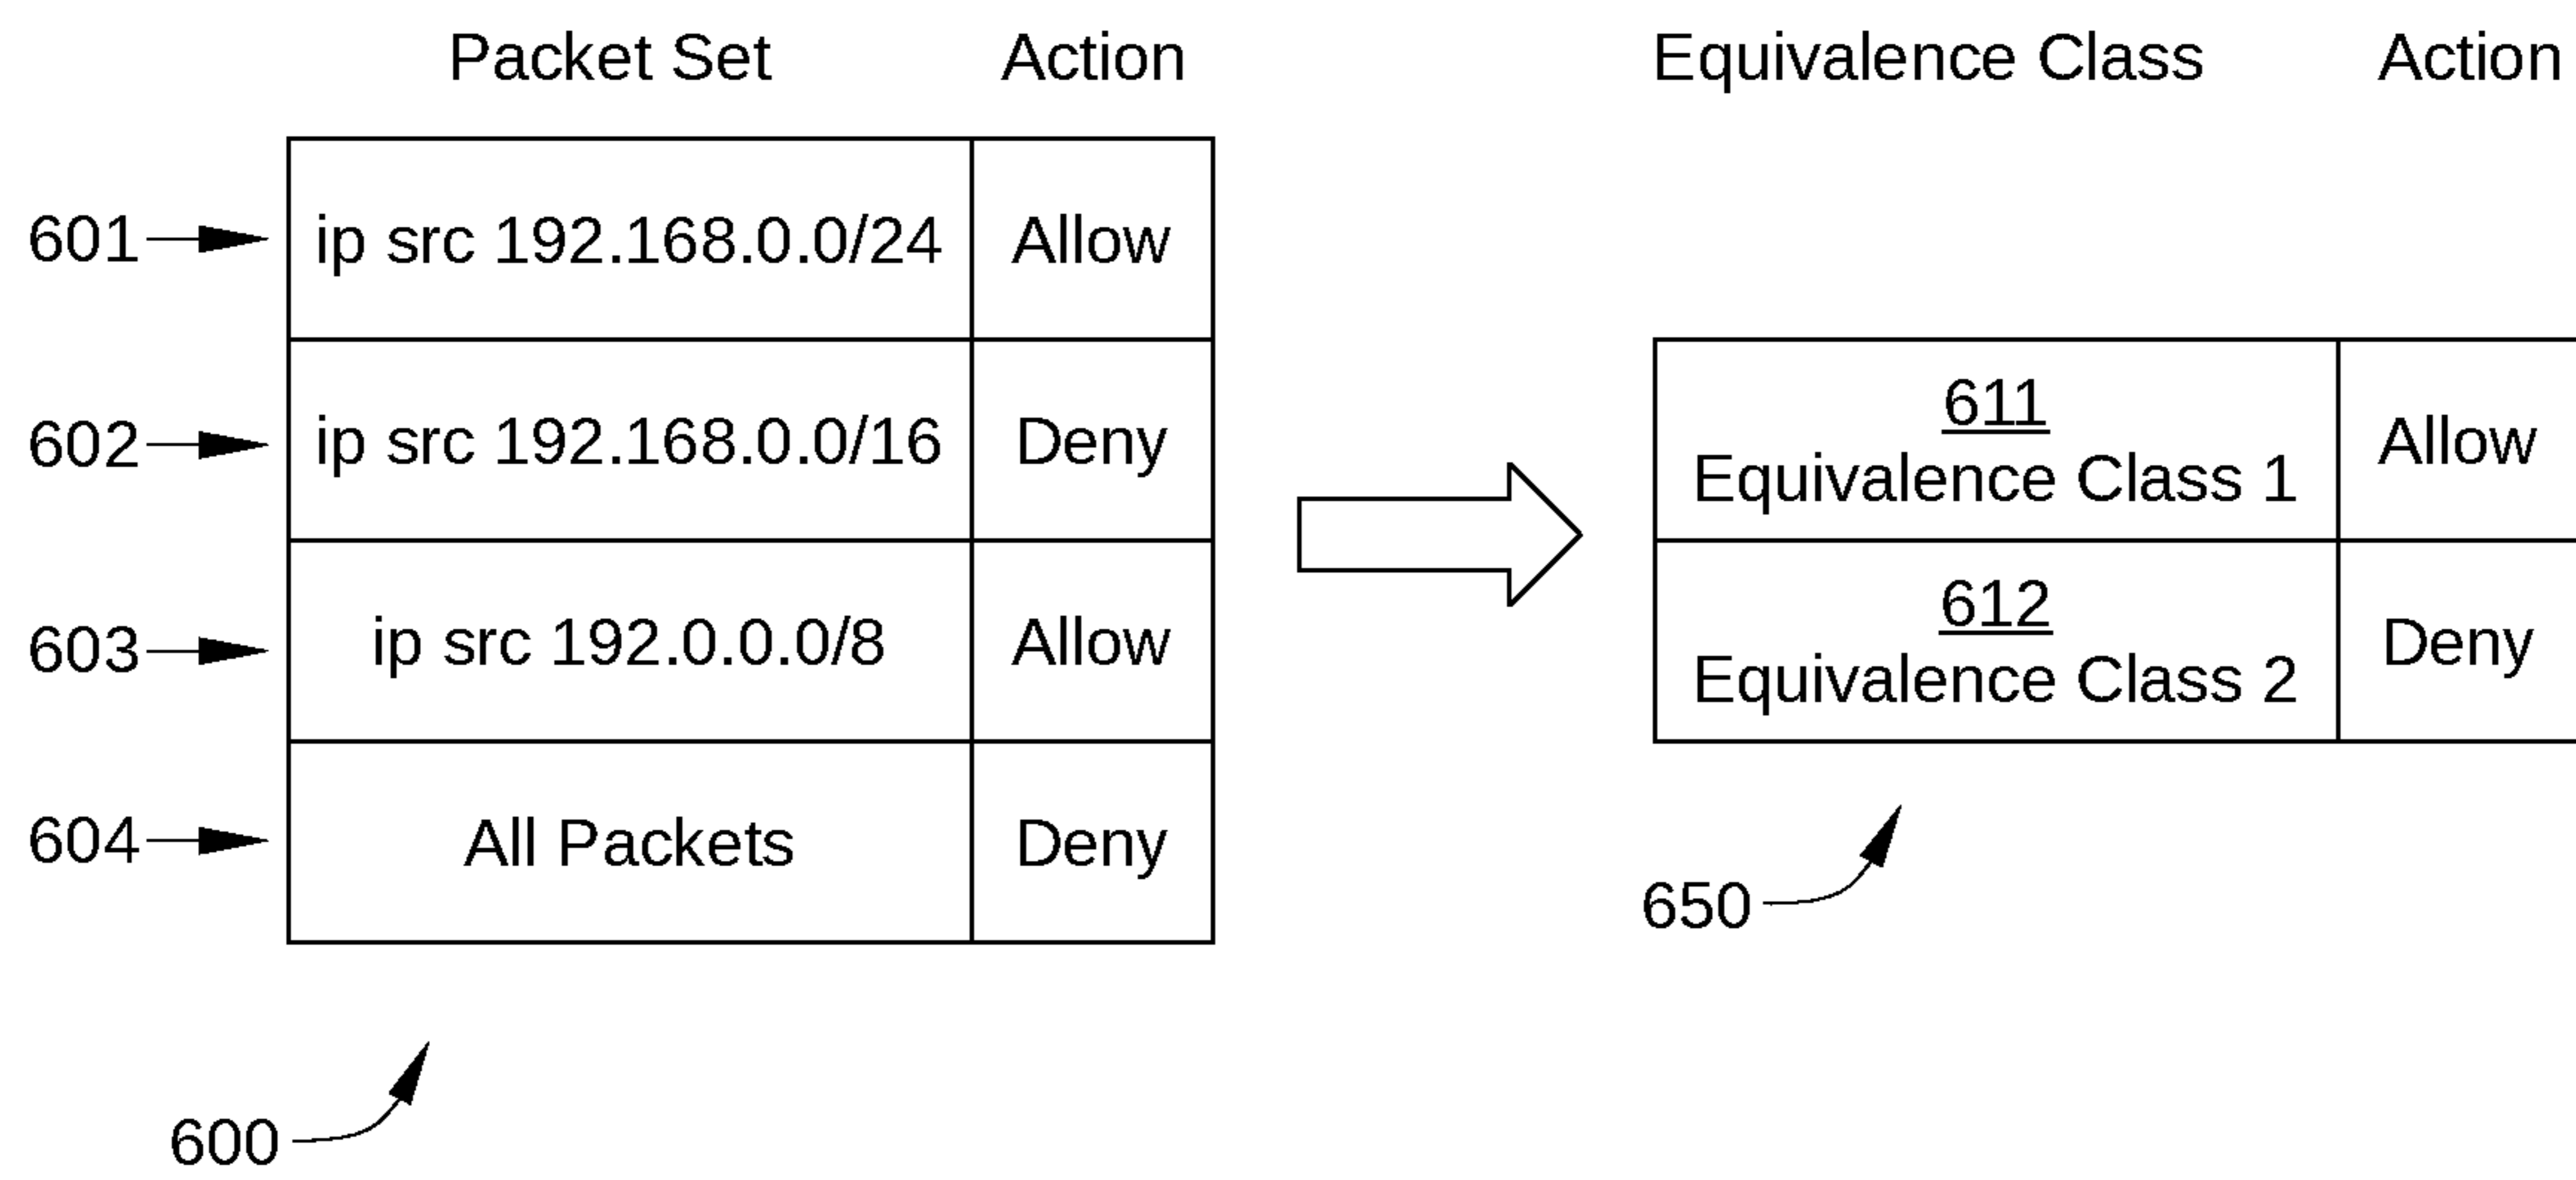 Packet Set Action
601 ip src 192.168.0.0/24 Allow
602 ip src 192.168.0.0/16 Deny
603 ip src 192.0.0.0/8 Allow
604 All Packets Deny
600
Equivalence Class Action
611
Equivalence Class 1 Allow
612
Equivalence Class 2 Deny
650